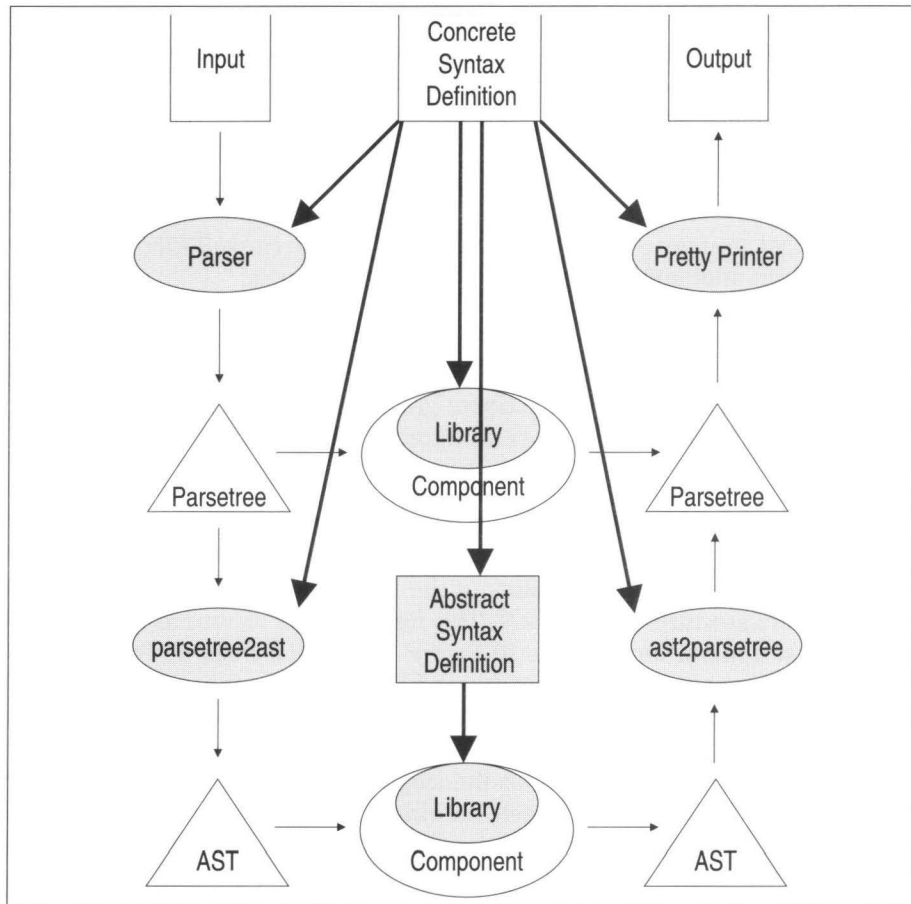 Input
Concrete
Syntax
Definition
Output
Parser
Pretty Printer
Library
Component
Parsetree
Parsetree
parsetree2ast
Abstract
Syntax
Definition
ast2parsetree
Library
Component
AST
AST